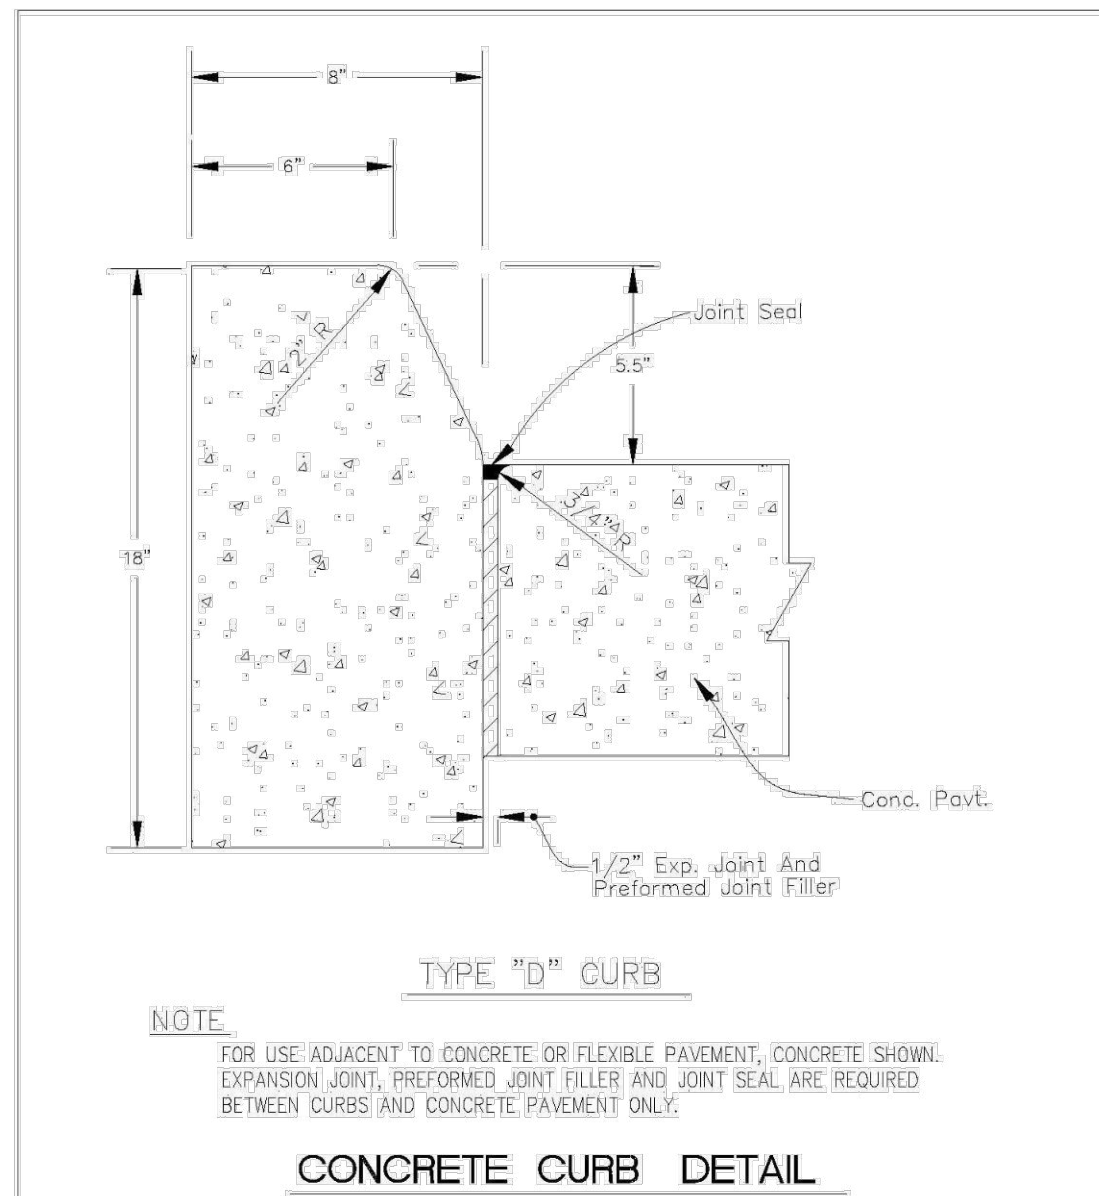 8"
6"
Joint Seal
2" R
5.5"
3/4" R
18"
Conc. Pavt.
1/2" Exp. Joint And
Preformed Joint Filler
TYPE "D" CURB
NOTE
FOR USE ADJACENT TO CONCRETE OR FLEXIBLE PAVEMENT, CONCRETE SHOWN.
EXPANSION JOINT, PREFORMED JOINT FILLER AND JOINT SEAL ARE REQUIRED
BETWEEN CURBS AND CONCRETE PAVEMENT ONLY.
CONCRETE CURB DETAIL